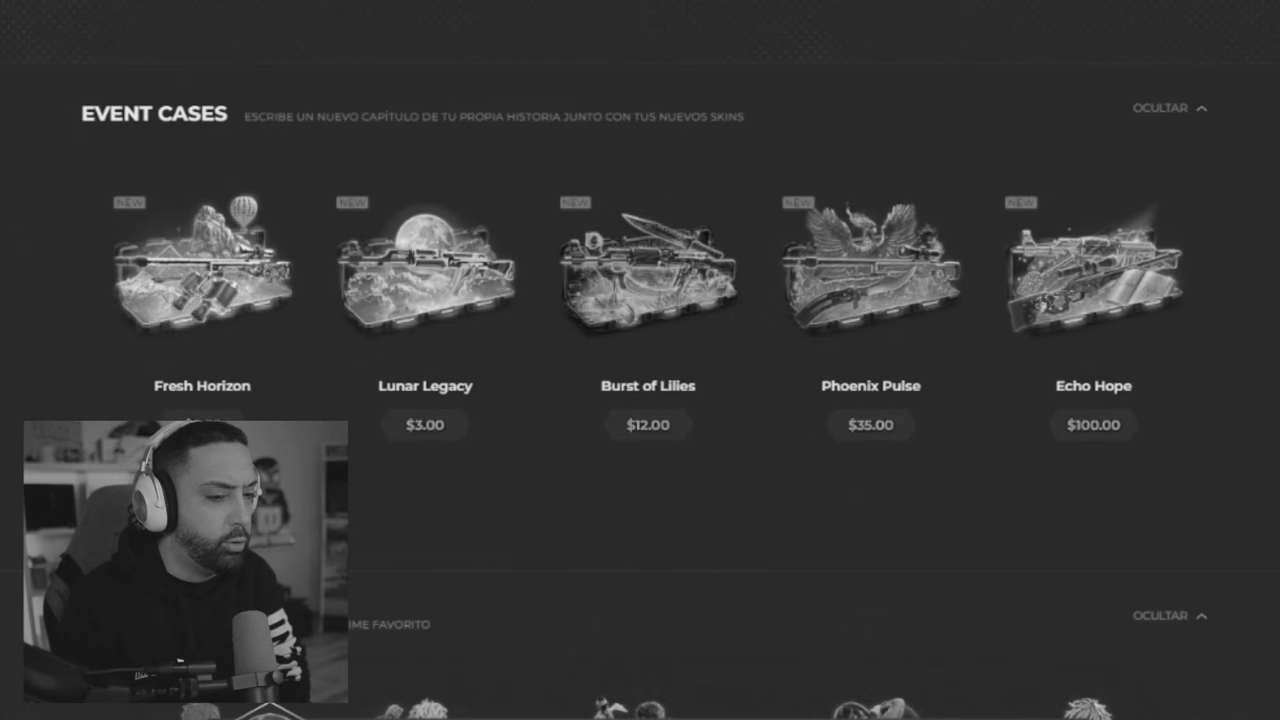 EVENT CASES ESCRIBE UN NUEVO CAPÍTULO DE TU PROPIA HISTORIA JUNTO CON TUS NUEVOS SKINS
OCULTAR
NEW
NEW
NEW
NEW
NEW
Fresh Horizon
Lunar Legacy
Burst of Lilies
Phoenix Pulse
Echo Hope
$3.00
$12.00
$35.00
$100.00
FAVORITO
OCULTAR